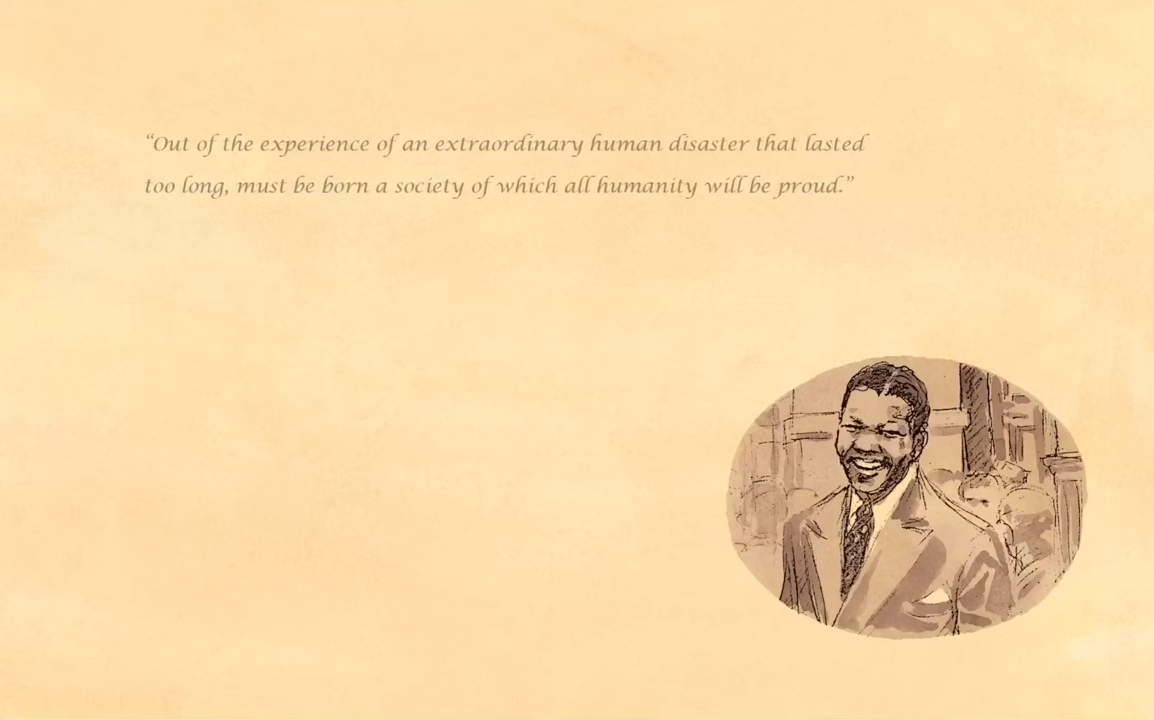 “Out of the experience of an extraordinary human disaster that lasted
too long, must be born a society of which all humanity will be proud.”